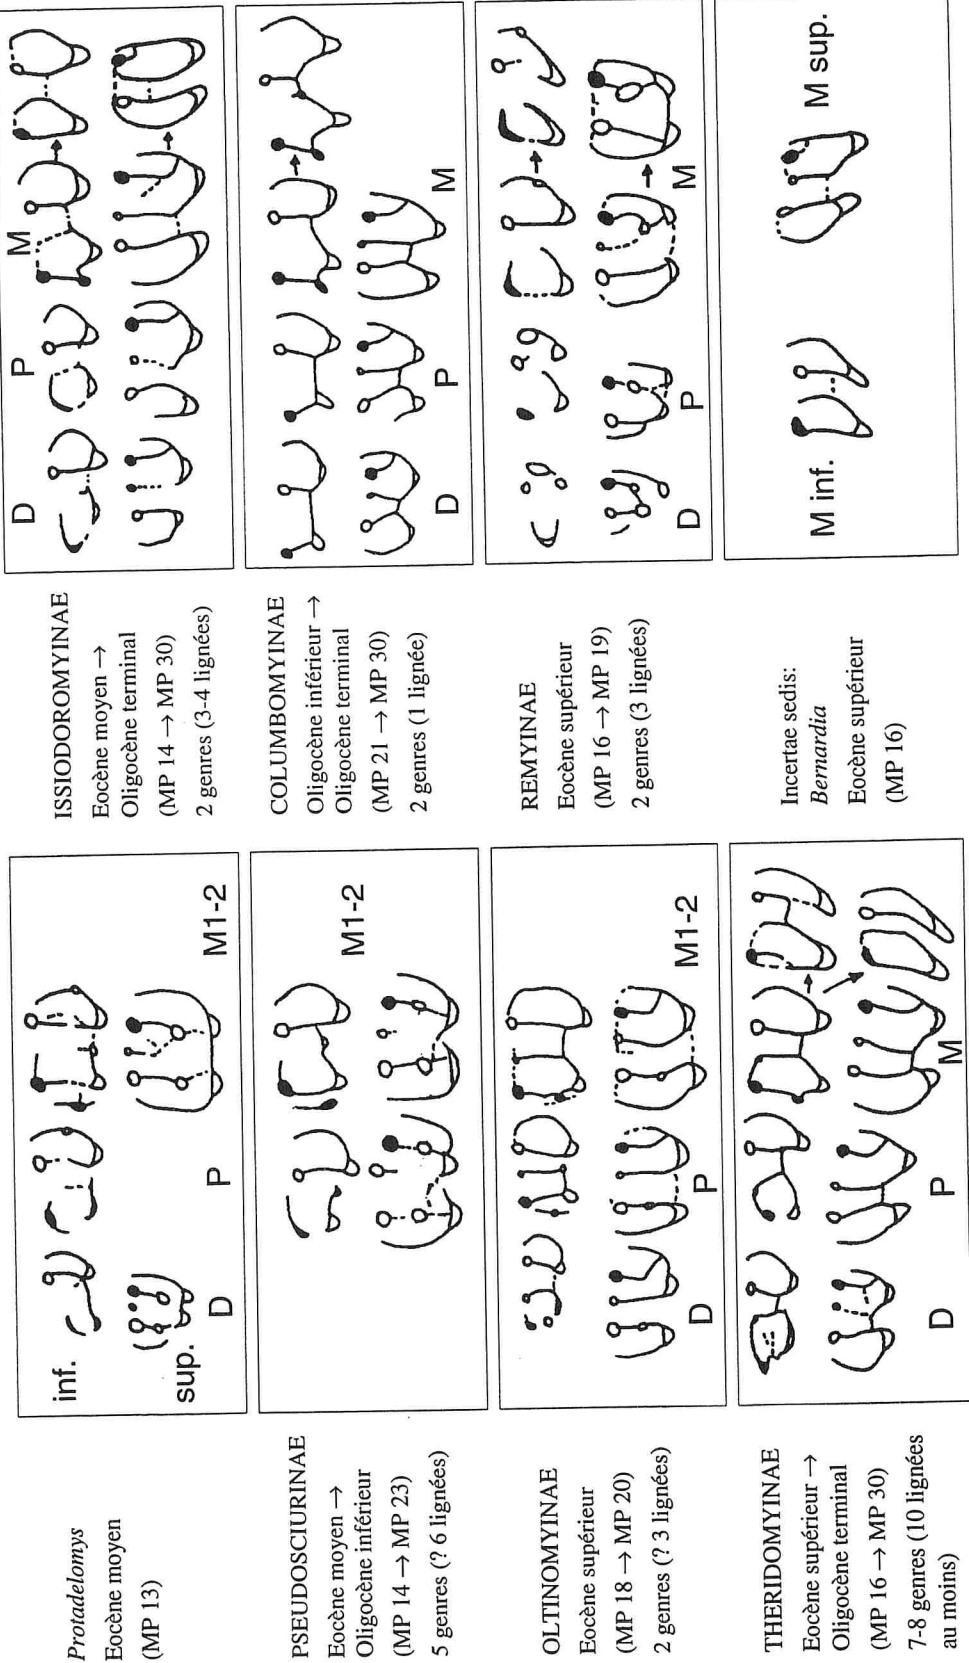 Protadelomys
Eocène moyen
(MP 13)
inf.
sup.
D
P
M1-2
PSEUDOSCIURINAE
Eocène moyen →
Oligocène inférieur
(MP 14 → MP 23)
5 genres (? 6 lignées)
M1-2
OLTINOMYINAE
Eocène supérieur
(MP 18 → MP 20)
2 genres (? 3 lignées)
D
P
M1-2
THERIDOMYINAE
Eocène supérieur →
Oligocène terminal
(MP 16 → MP 30)
7-8 genres (10 lignées
au moins)
D
P
M
ISSIODOROMYINAE
Eocène moyen →
Oligocène terminal
(MP 14 → MP 30)
2 genres (3-4 lignées)
D
P
M
COLUMBOMYINAE
Oligocène inférieur →
Oligocène terminal
(MP 21 → MP 30)
2 genres (1 lignée)
D
P
M
REMYINAE
Eocène supérieur
(MP 16 → MP 19)
2 genres (3 lignées)
D
P
M
Incertae sedis:
Bernardia
Eocène supérieur
(MP 16)
M inf.
M sup.